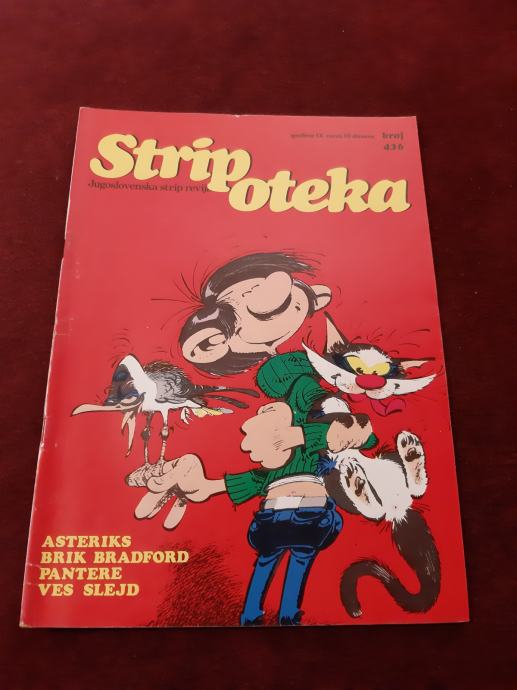 godina IX cena 10 dinara broj
436
Strip oteka
Jugoslovenska strip revija
ASTERIKS
BRIK BRADFORD
PANTERE
VES SLEJD